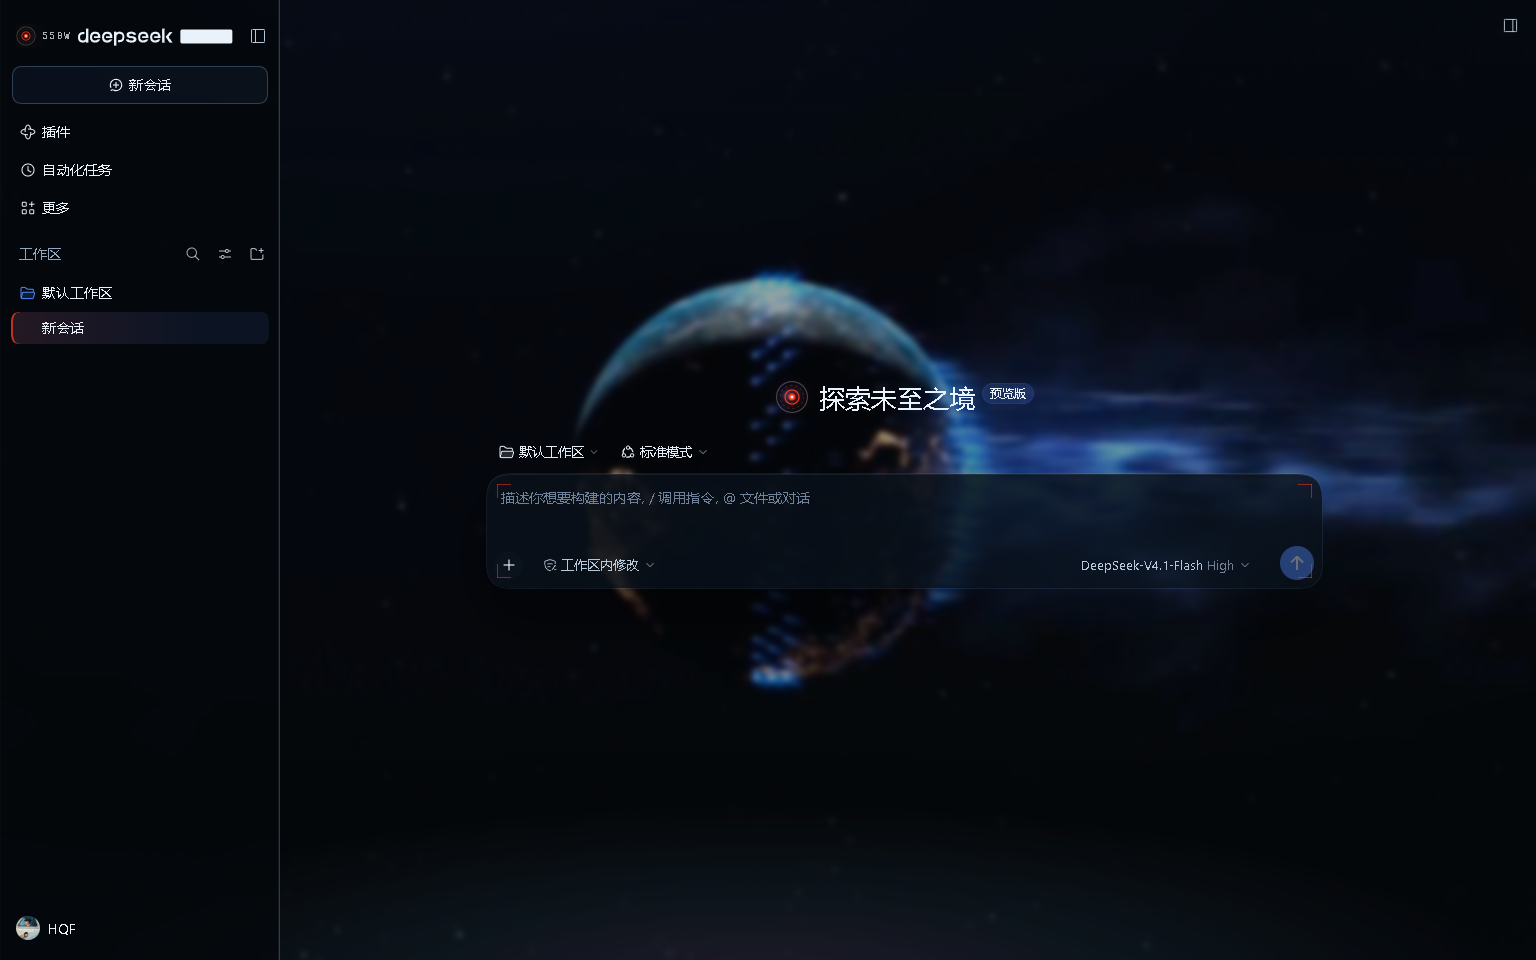 550W deepseek
新会话
插件
自动化任务
更多
工作区
默认工作区
新会话
探索未至之境 预览版
默认工作区 标准模式
描述你想要构建的内容, / 调用指令, @ 文件或对话
工作区内修改 DeepSeek-V4.1-Flash High
HQF